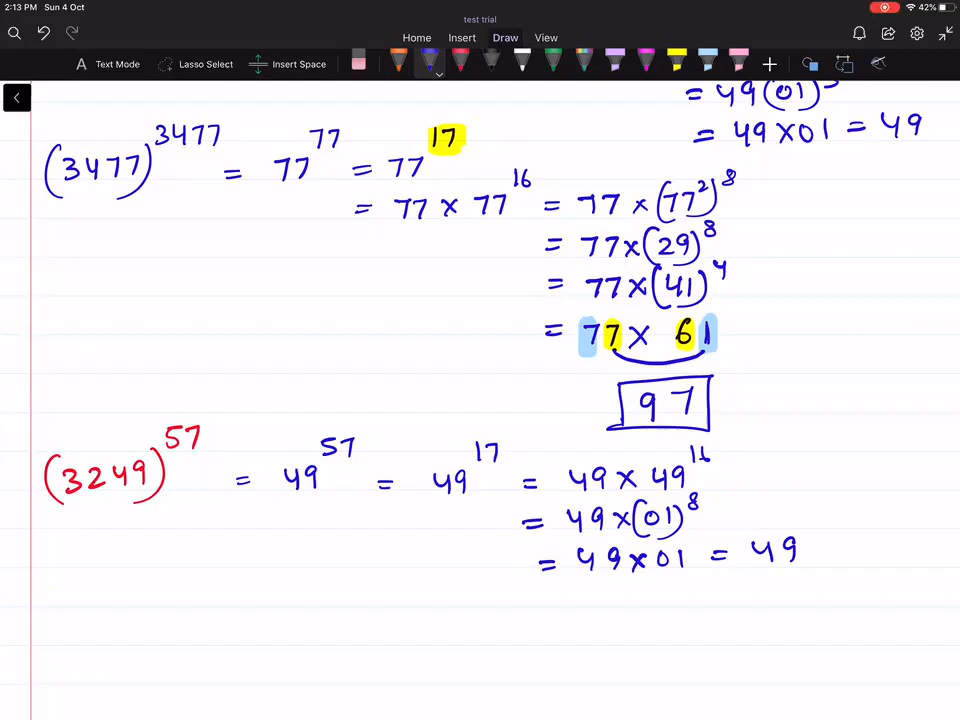 2:13 PM Sun 4 Oct 42%
test trial
Home Insert Draw View
Text Mode Lasso Select Insert Space
= 49(01)
= 49×01 = 49
(3477)^3477 = 77^77 = 77^17
= 77 × 77^16 = 77 × (77^2)^8
= 77×(29)^8
= 77×(41)^4
= 77× 61
97
(3249)^57 = 49^57 = 49^17 = 49 × 49^16
= 49×(01)^8
= 49×01 = 49